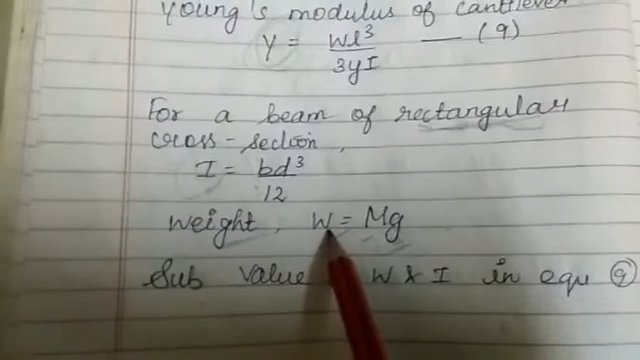 Young's modulus of cantilever
Y = Wl³/3yI — (9)
For a beam of rectangular
cross-section,
I = bd³/12
Weight, W = Mg
Sub value W & I in equ (9)